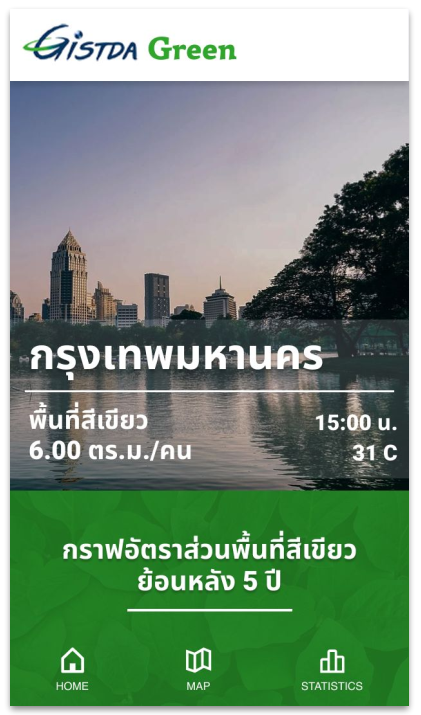 GISTDA Green
กรุงเทพมหานคร
พื้นที่สีเขียว
15:00 น.
6.00 ตร.ม./คน
31 C
กราฟอัตราส่วนพื้นที่สีเขียว
ย้อนหลัง 5 ปี
HOME
MAP
STATISTICS